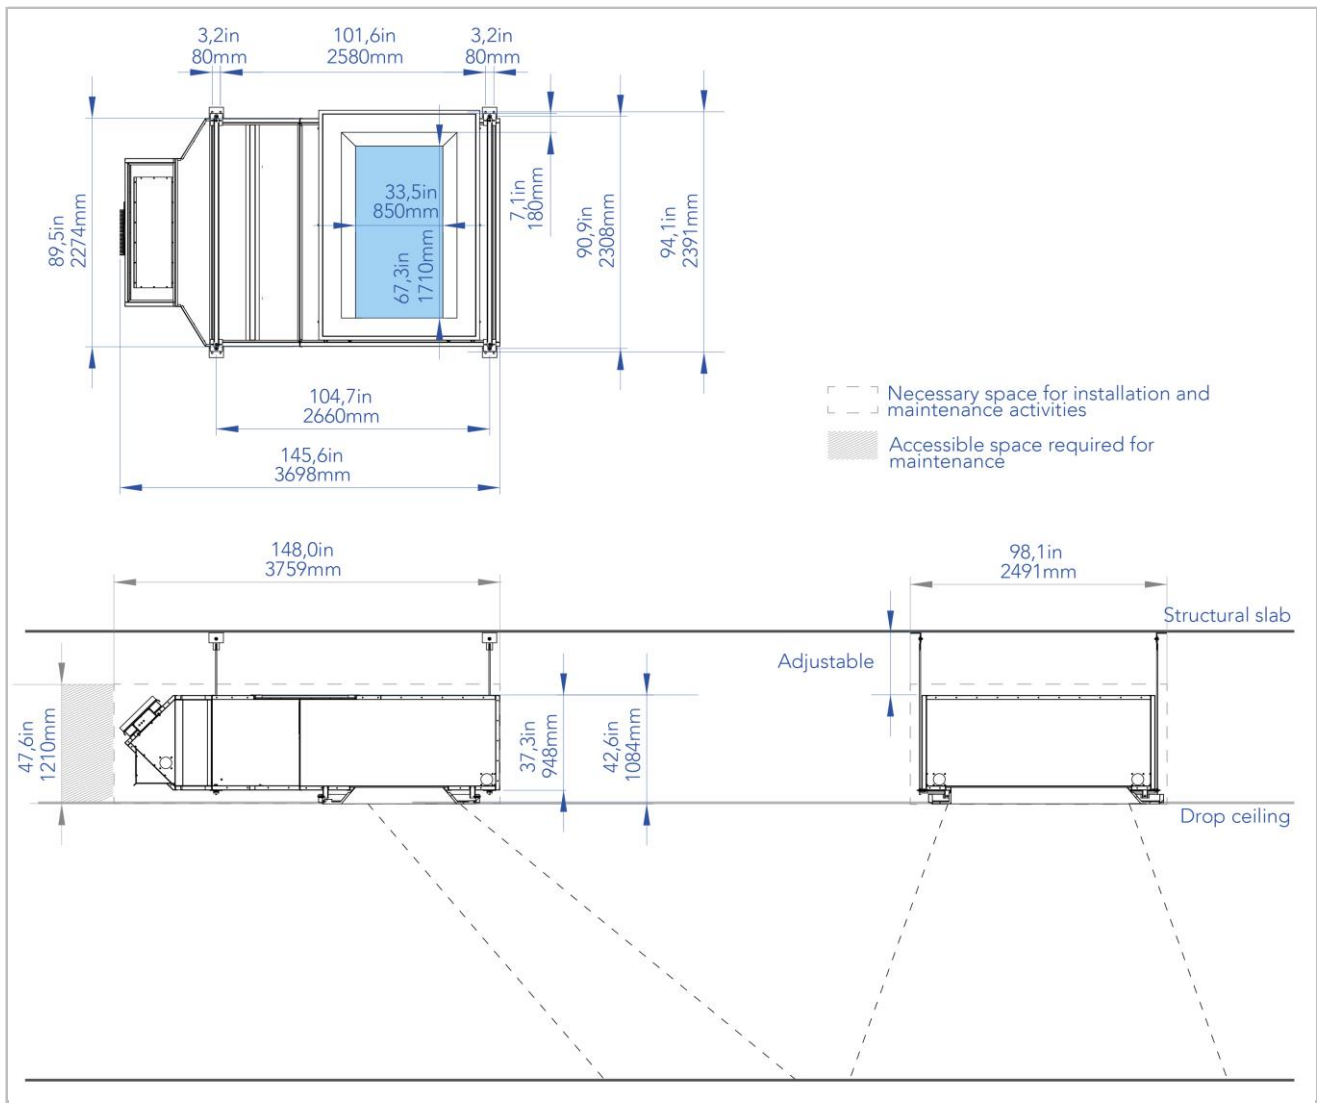 3,2in
80mm
101,6in
2580mm
3,2in
80mm
89,5in
2274mm
33,5in
850mm
67,3in
1710mm
7,1in
180mm
90,9in
2308mm
94,1in
2391mm
104,7in
2660mm
145,6in
3698mm
Necessary space for installation and
maintenance activities
Accessible space required for
maintenance
148,0in
3759mm
98,1in
2491mm
Structural slab
Adjustable
47,6in
1210mm
37,3in
948mm
42,6in
1084mm
Drop ceiling